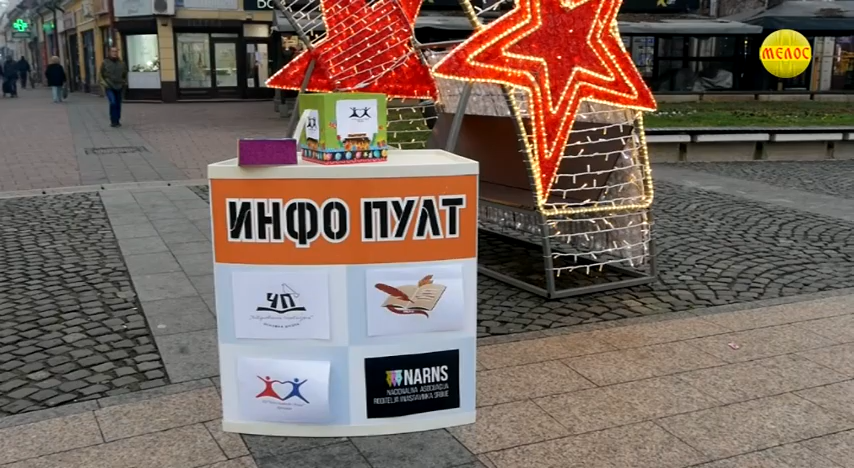 МЕЛОС
ИНФО ПУЛТ
ЧП
NARNS
NACIONALNA ASOCIJACIJA
RODITELJA I NASTAVNIKA SRBIJE